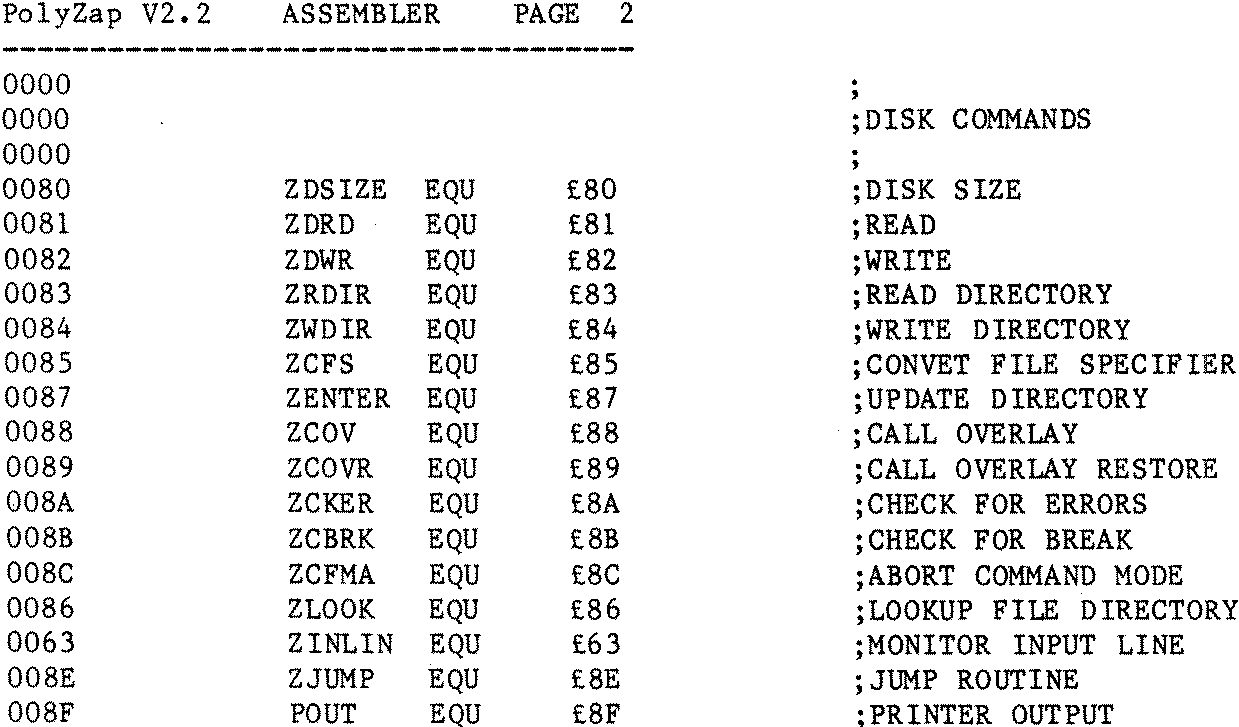 PolyZap V2.2 ASSEMBLER PAGE 2
----------------------------------------
0000 ;
0000 ;DISK COMMANDS
0000 ;
0080 ZDSIZE EQU £80 ;DISK SIZE
0081 ZDRD EQU £81 ;READ
0082 ZDWR EQU £82 ;WRITE
0083 ZRDIR EQU £83 ;READ DIRECTORY
0084 ZWDIR EQU £84 ;WRITE DIRECTORY
0085 ZCFS EQU £85 ;CONVET FILE SPECIFIER
0087 ZENTER EQU £87 ;UPDATE DIRECTORY
0088 ZCOV EQU £88 ;CALL OVERLAY
0089 ZCOVR EQU £89 ;CALL OVERLAY RESTORE
008A ZCKER EQU £8A ;CHECK FOR ERRORS
008B ZCBRK EQU £8B ;CHECK FOR BREAK
008C ZCFMA EQU £8C ;ABORT COMMAND MODE
0086 ZLOOK EQU £86 ;LOOKUP FILE DIRECTORY
0063 ZINLIN EQU £63 ;MONITOR INPUT LINE
008E ZJUMP EQU £8E ;JUMP ROUTINE
008F POUT EQU £8F ;PRINTER OUTPUT